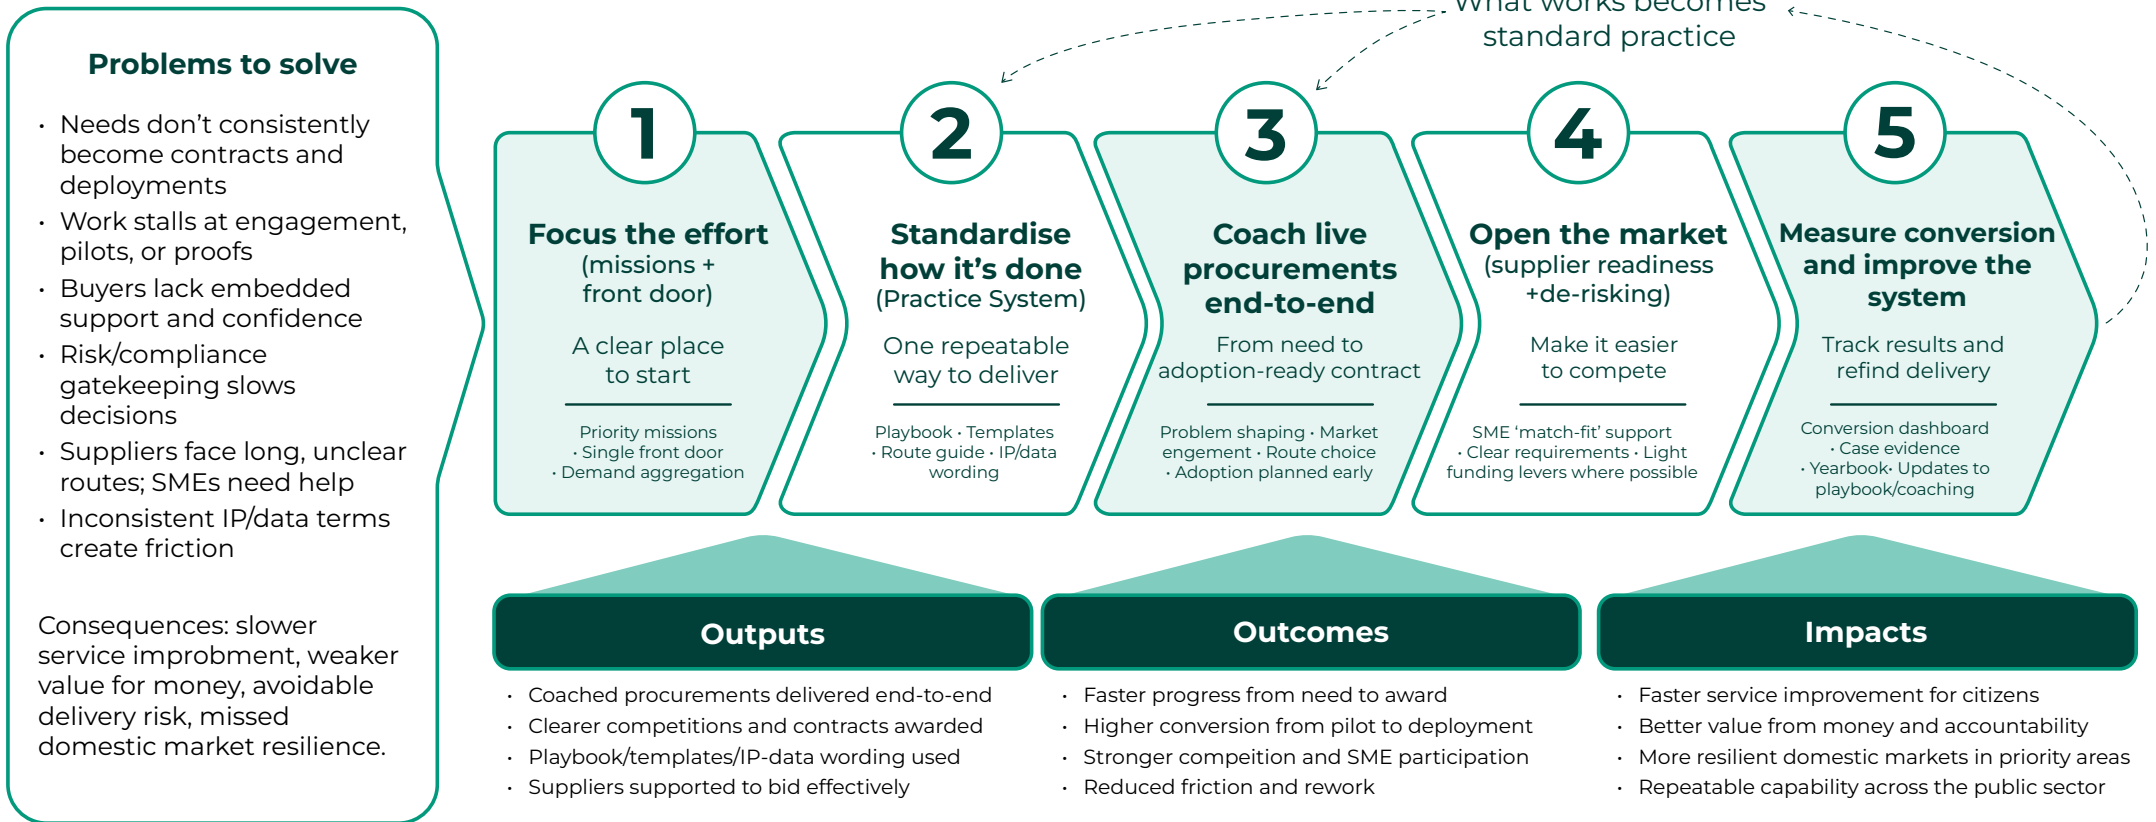 Problems to solve
• Needs don’t consistently
become contracts and
deployments
• Work stalls at engagement,
pilots, or proofs
• Buyers lack embedded
support and confidence
• Risk/compliance
gatekeeping slows
decisions
• Suppliers face long, unclear
routes; SMEs need help
• Inconsistent IP/data terms
create friction
Consequences: slower
service improbment, weaker
value for money, avoidable
delivery risk, missed
domestic market resilience.
What works becomes
standard practice
1
Focus the effort
(missions +
front door)
A clear place
to start
Priority missions
• Single front door
• Demand aggregation
2
Standardise
how it’s done
(Practice System)
One repeatable
way to deliver
Playbook • Templates
• Route guide • IP/data
wording
3
Coach live
procurements
end-to-end
From need to
adoption-ready contract
Problem shaping • Market
engement • Route choice
• Adoption planned early
4
Open the market
(supplier readiness
+de-risking)
Make it easier
to compete
SME ‘match-fit’ support
• Clear requirements • Light
funding levers where possible
5
Measure conversion
and improve the
system
Track results and
refind delivery
Conversion dashboard
• Case evidence
• Yearbook• Updates to
playbook/coaching
Outputs
• Coached procurements delivered end-to-end
• Clearer competitions and contracts awarded
• Playbook/templates/IP-data wording used
• Suppliers supported to bid effectively
Outcomes
• Faster progress from need to award
• Higher conversion from pilot to deployment
• Stronger compeition and SME participation
• Reduced friction and rework
Impacts
• Faster service improvement for citizens
• Better value from money and accountability
• More resilient domestic markets in priority areas
• Repeatable capability across the public sector